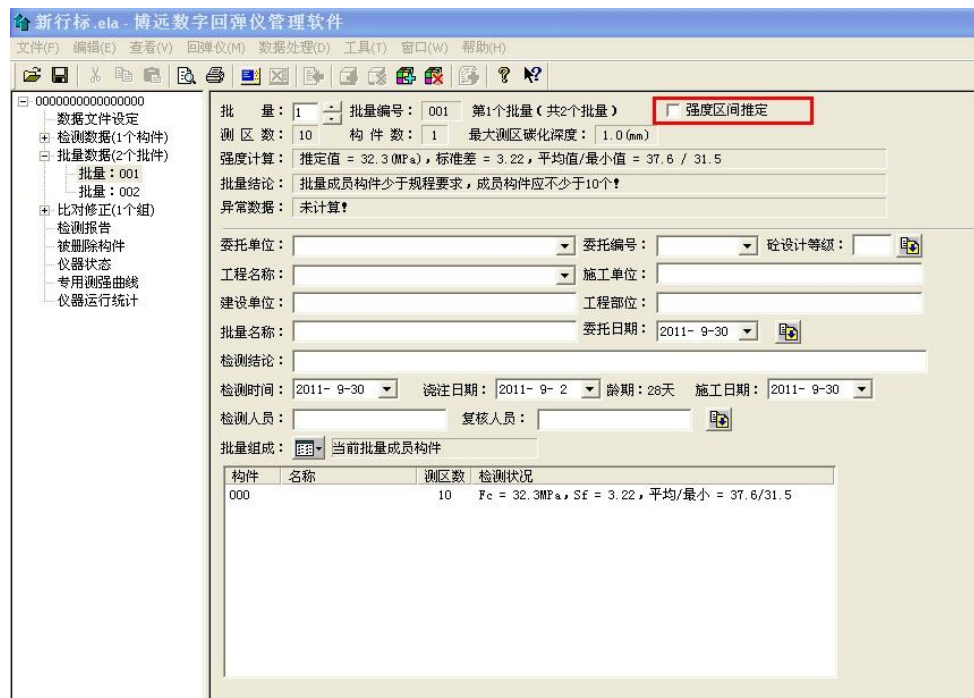 新行标.ela - 博远数字回弹仪管理软件
文件(F) 编辑(E) 查看(V) 回弹仪(M) 数据处理(D) 工具(T) 窗口(W) 帮助(H)
0000000000000000
数据文件设定
检测数据(1个构件)
批量数据(2个批件)
批量：001
批量：002
比对修正(1个组)
检测报告
被删除构件
仪器状态
专用测强曲线
仪器运行统计
批 量： 1 批量编号： 001 第1个批量(共2个批量) 强度区间推定
测 区 数： 10 构 件 数： 1 最大测区碳化深度： 1.0(mm)
强度计算： 推定值 = 32.3(MPa), 标准差 = 3.22, 平均值/最小值 = 37.6 / 31.5
批量结论： 批量成员构件少于规程要求，成员构件应不少于10个!
异常数据： 未计算!
委托单位： 委托编号： 砼设计等级：
工程名称： 施工单位：
建设单位： 工程部位：
批量名称： 委托日期： 2011- 9-30
检测结论：
检测时间： 2011- 9-30 浇注日期： 2011- 9- 2 龄期：28天 施工日期： 2011- 9-30
检测人员： 复核人员：
批量组成： 当前批量成员构件
构件 名称 测区数 检测状况
000 10 Fc = 32.3MPa, Sf = 3.22, 平均/最小 = 37.6/31.5